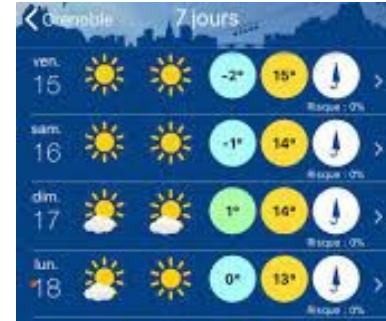 Grenoble 7 jours
ven.
15 -2° 15°
Risque : 0%
sam.
16 -1° 14°
Risque : 0%
dim.
17 1° 14°
Risque : 0%
lun.
18 0° 13°
Risque : 0%